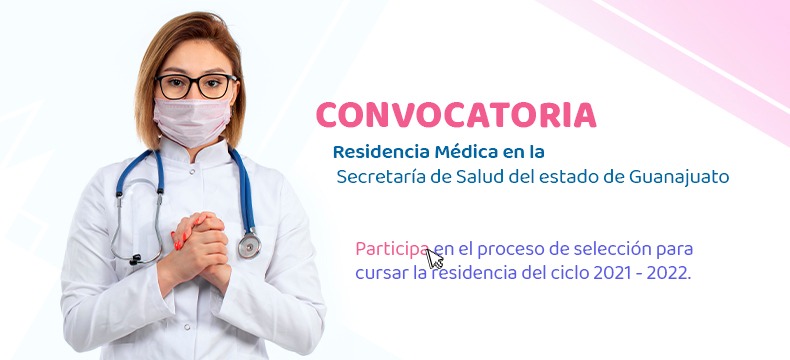 CONVOCATORIA
Residencia Médica en la
Secretaría de Salud del estado de Guanajuato
Participa en el proceso de selección para
cursar la residencia del ciclo 2021 - 2022.